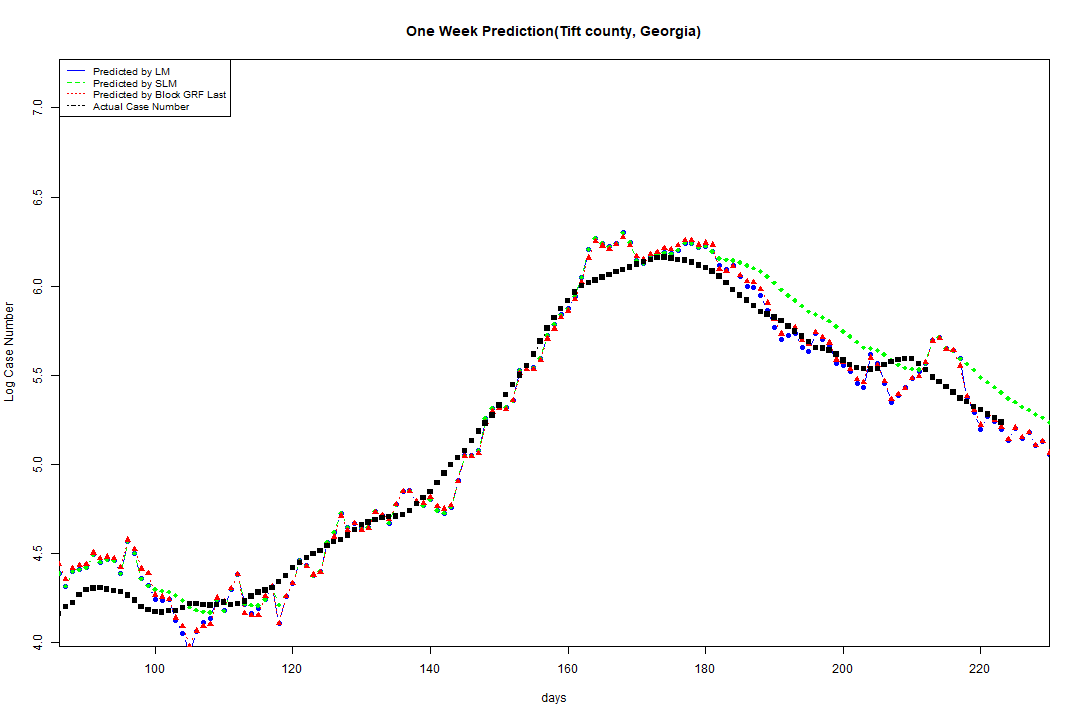 One Week Prediction(Tift county, Georgia)
Predicted by LM
Predicted by SLM
Predicted by Block GRF Last
Actual Case Number
7.0
6.5
6.0
5.5
5.0
4.5
4.0
Log Case Number
100 120 140 160 180 200 220
days